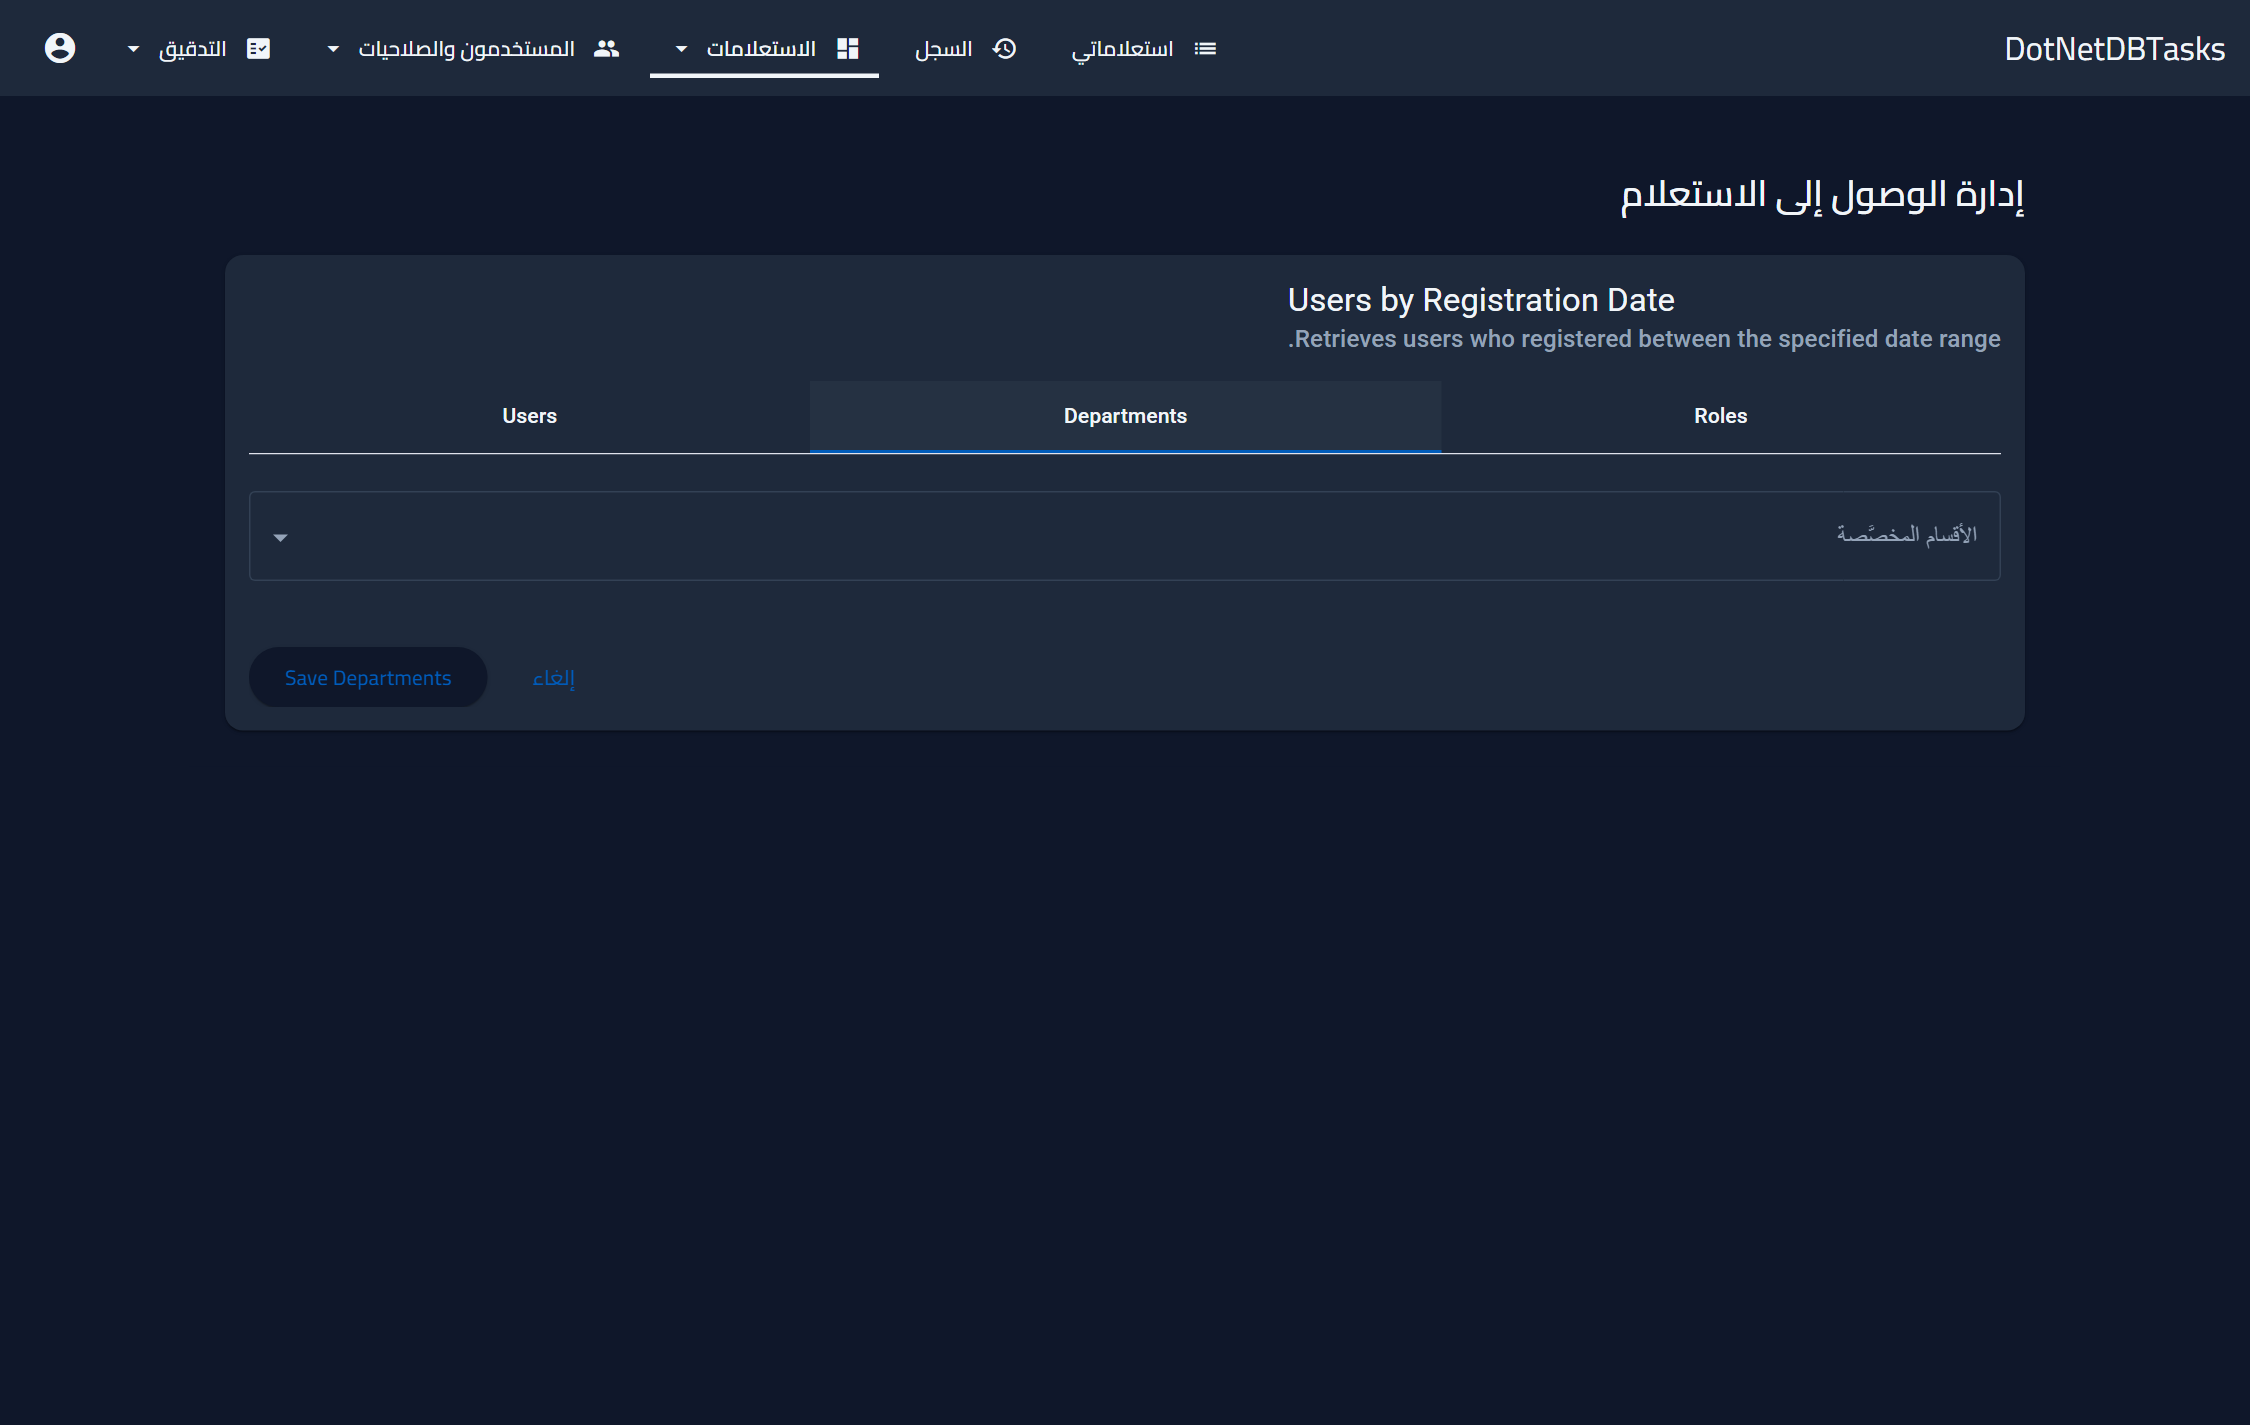 DotNetDBTasks
استعلاماتي
السجل
الاستعلامات
المستخدمون والصلاحيات
التدقيق
إدارة الوصول إلى الاستعلام
Users by Registration Date
.Retrieves users who registered between the specified date range
Roles
Departments
Users
الأقسام المخصَّصة
إلغاء
Save Departments